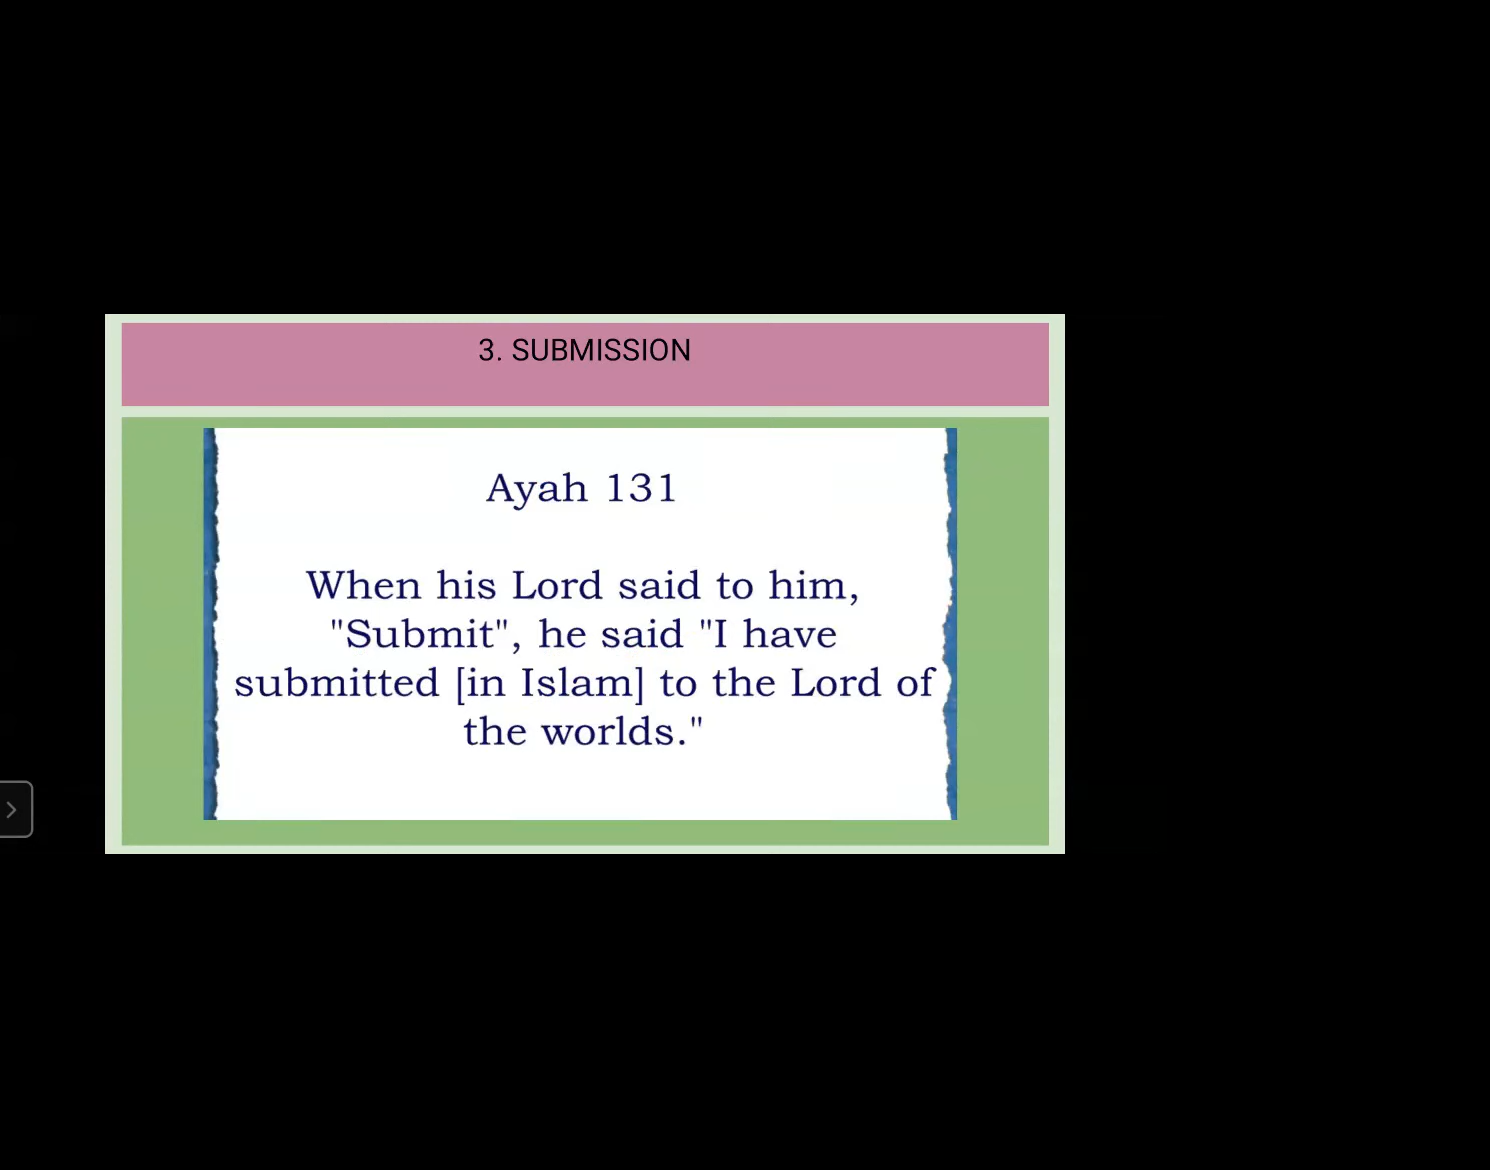 3. SUBMISSION
Ayah 131
When his Lord said to him,
"Submit", he said "I have
submitted [in Islam] to the Lord of
the worlds."